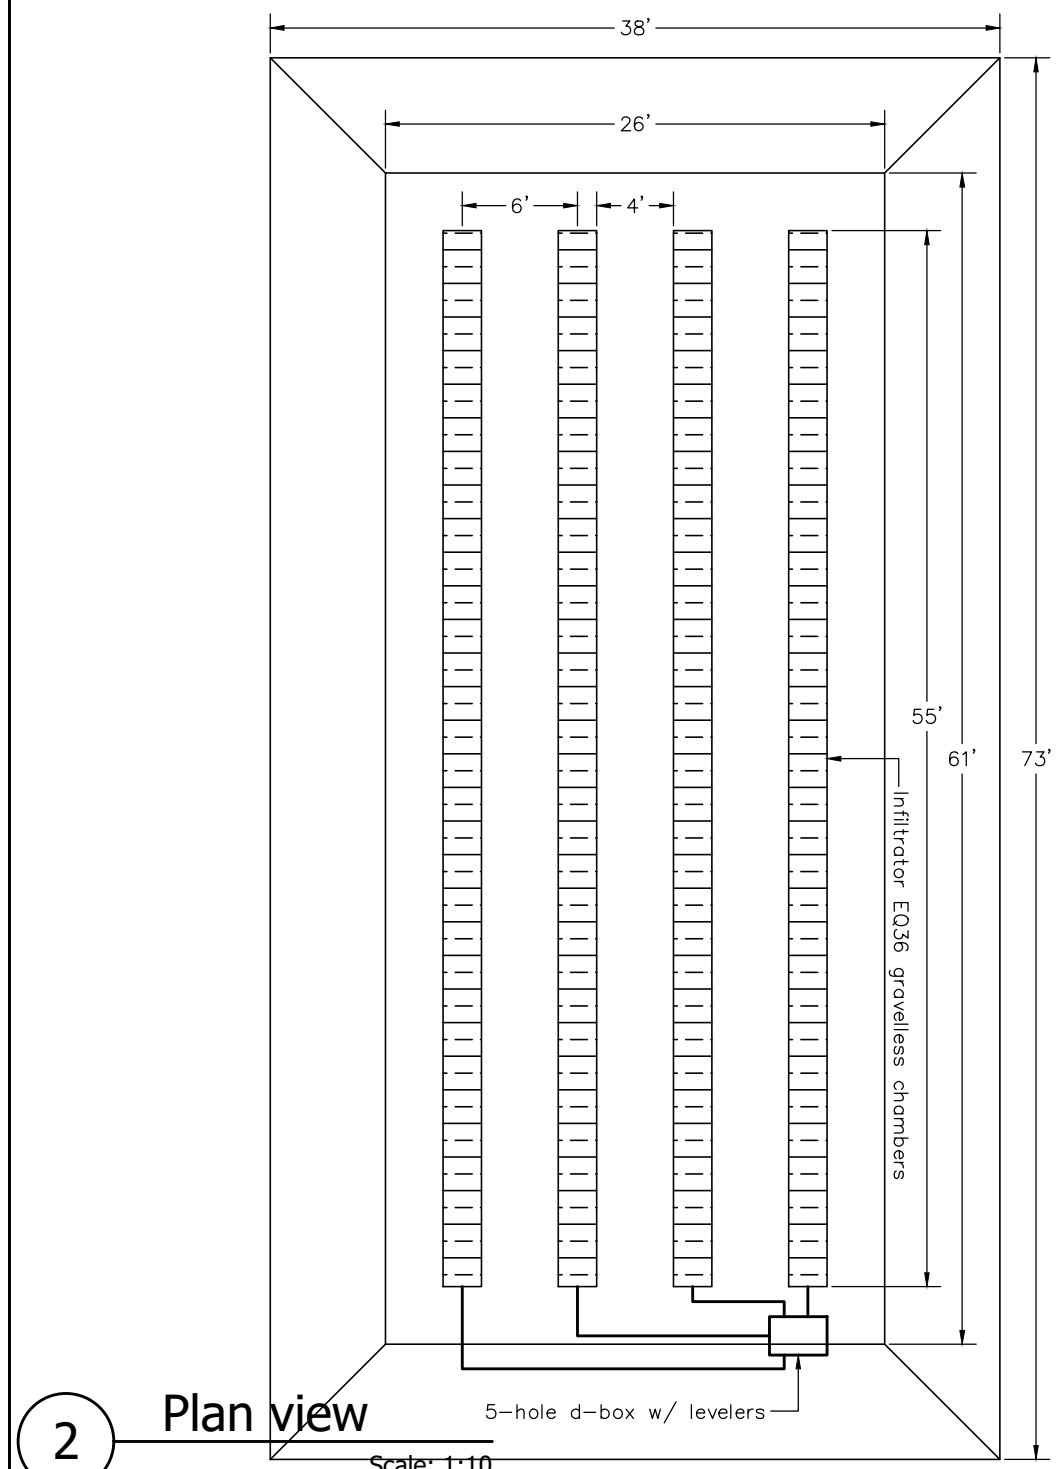 38'
26'
6'
4'
55'
61'
73'
Infiltrator EQ36 gravelless chambers
5-hole d-box w/ levelers
2
Plan view
Scale: 1:10